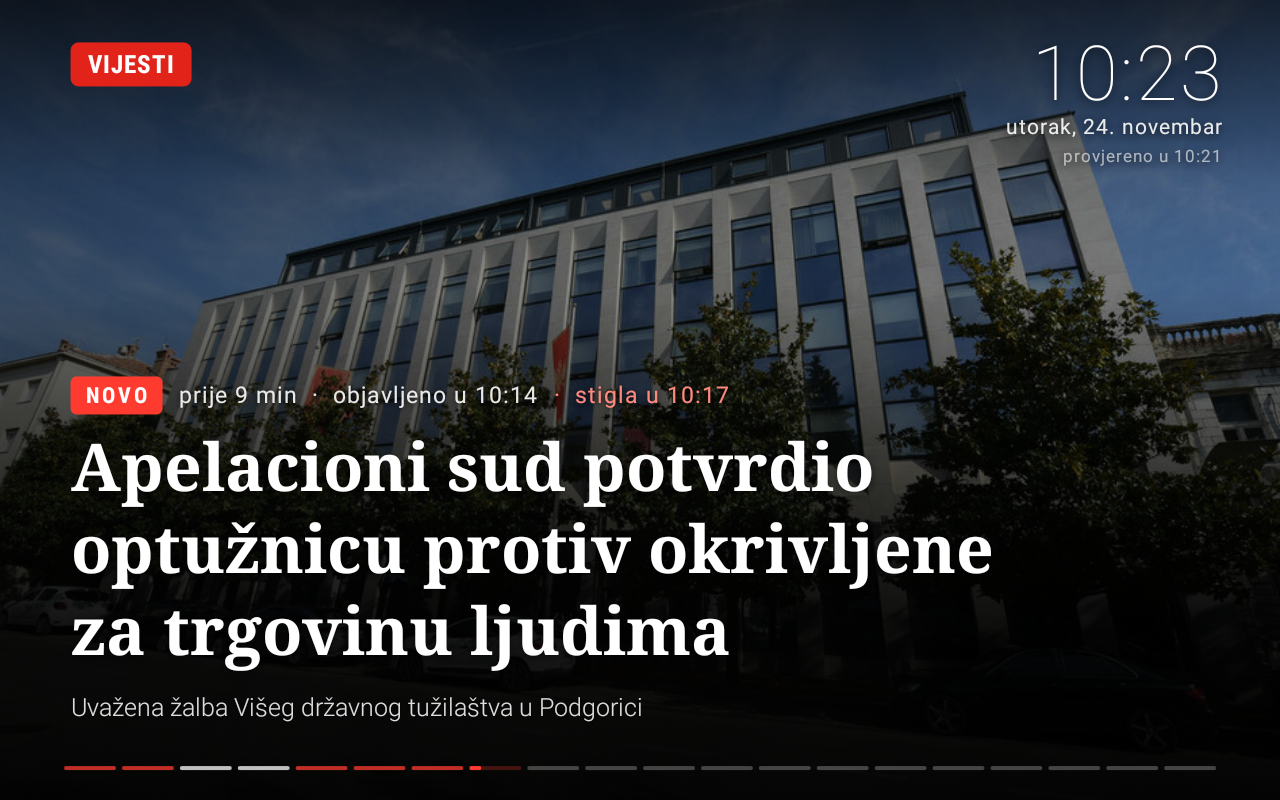 VIJESTI
10:23
utorak, 24. novembar
provjereno u 10:21
NOVO prije 9 min · objavljeno u 10:14 · stigla u 10:17
Apelacioni sud potvrdio
optužnicu protiv okrivljene
za trgovinu ljudima
Uvažena žalba Višeg državnog tužilaštva u Podgorici